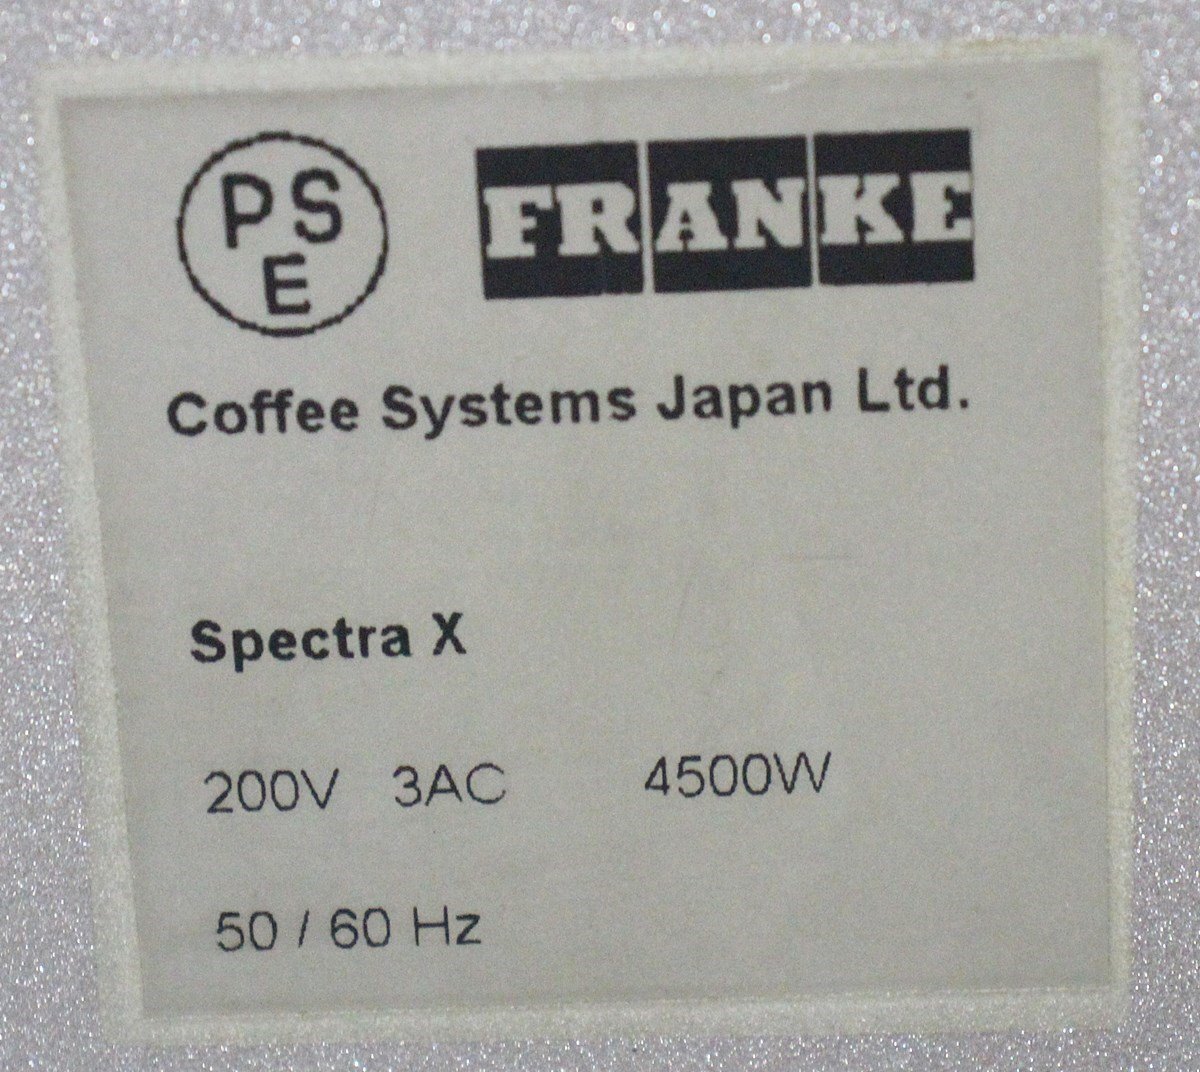 PS
E
FRANKE
Coffee Systems Japan Ltd.
Spectra X
200V 3AC 4500W
50 / 60 Hz